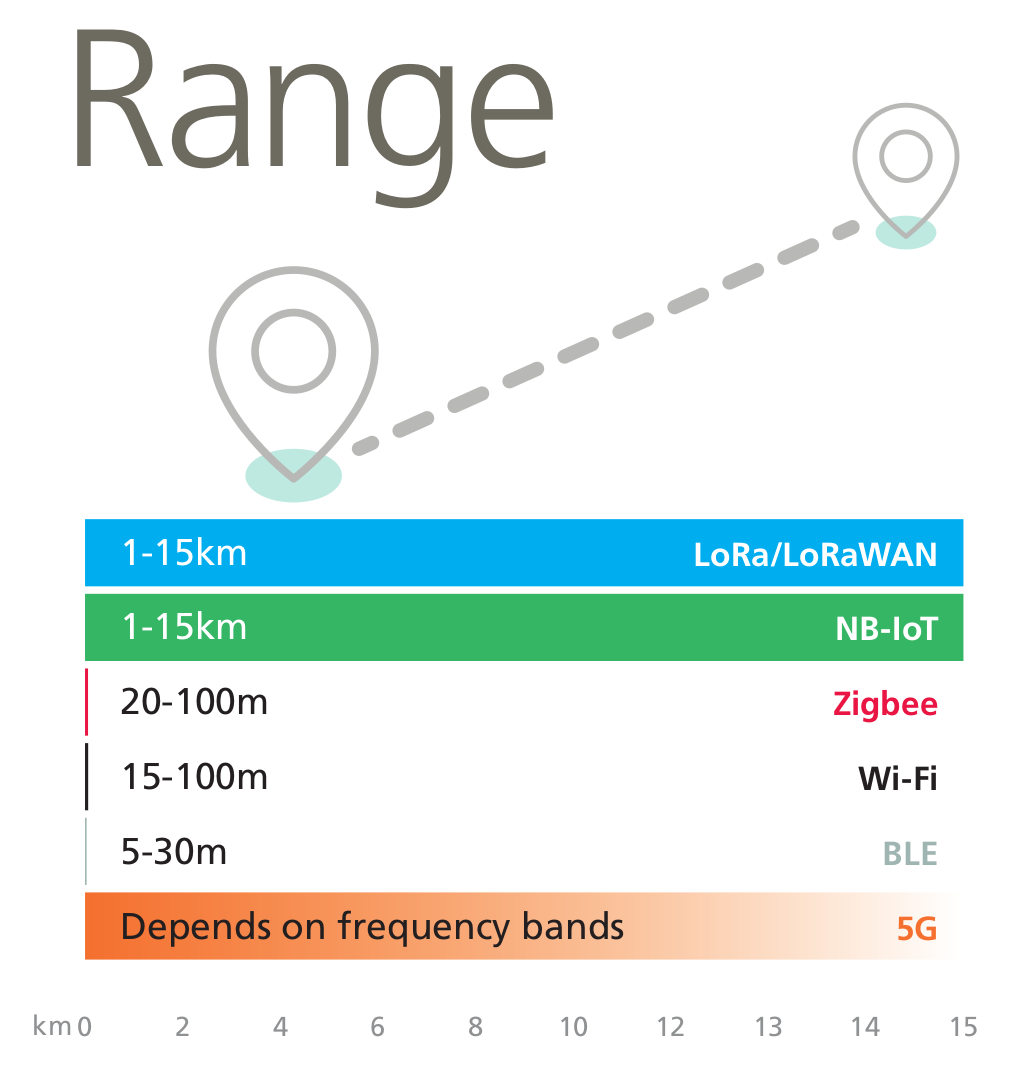 Range
1-15km LoRa/LoRaWAN
1-15km NB-IoT
20-100m Zigbee
15-100m Wi-Fi
5-30m BLE
Depends on frequency bands 5G
km 0 2 4 6 8 10 12 13 14 15